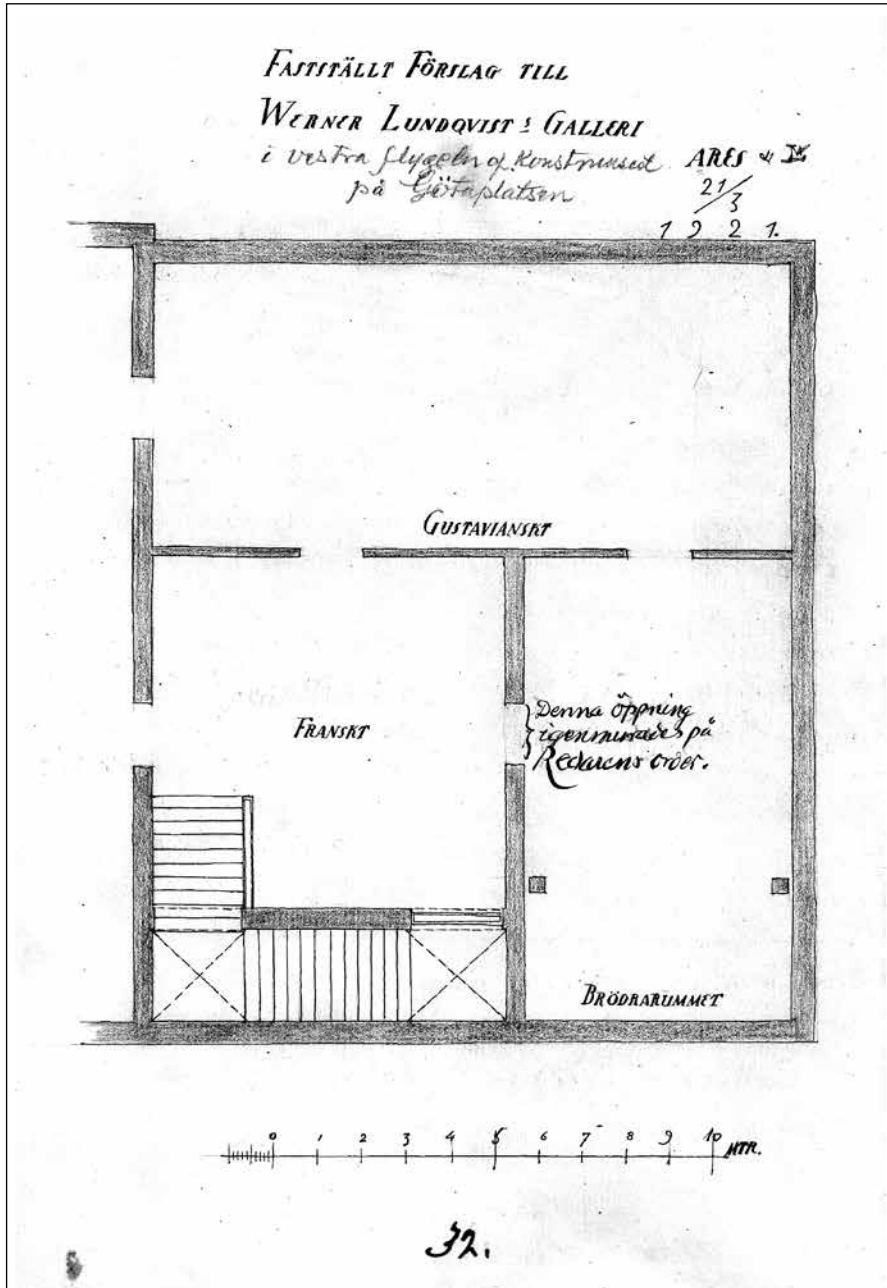 FASTSTÄLLT FÖRSLAG TILL
WERNER LUNDQVIST'S GALLERI
i vestra flygeln af Konstmuseet
på Götaplatsen
ARES
21/3
1921.
GUSTAVIANSKT
FRANSKT
Denna öppning
igenmurades på
Redarens order.
BRÖDRARUMMET
0 1 2 3 4 5 6 7 8 9 10 MTR.
32.